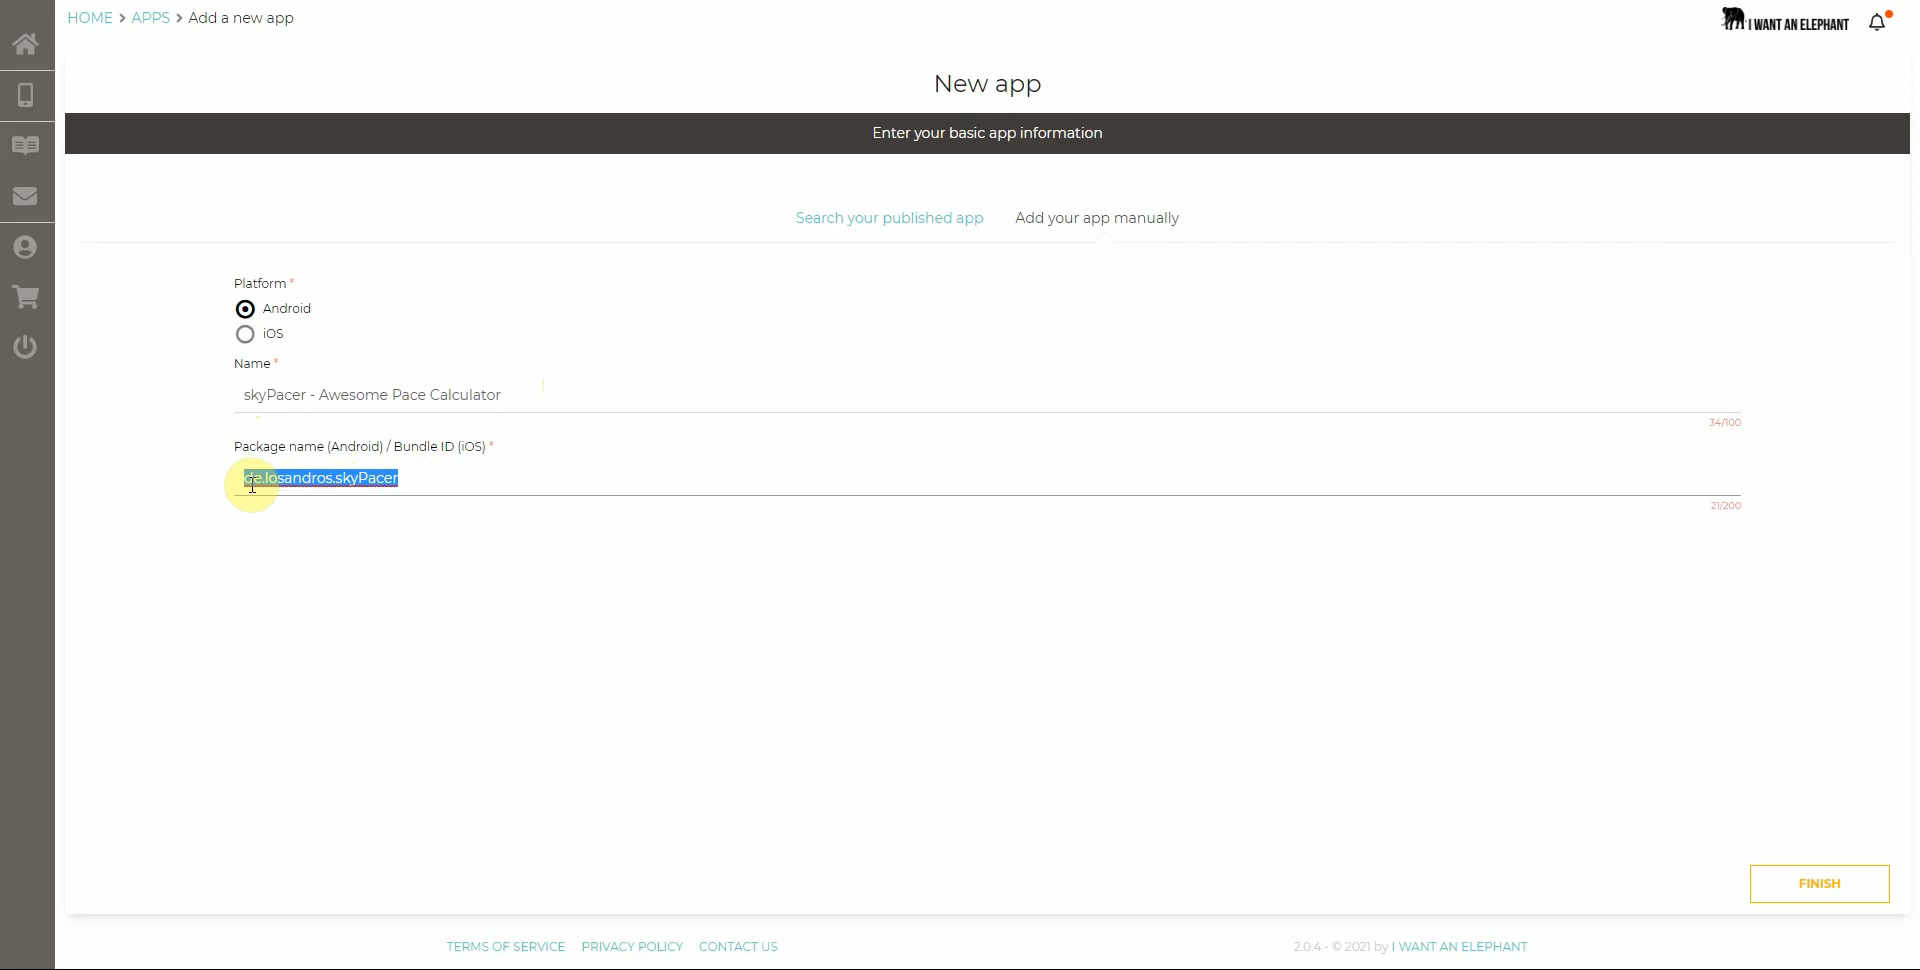 HOME > APPS > Add a new app
I WANT AN ELEPHANT
New app
Enter your basic app information
Search your published app Add your app manually
Platform *
Android
iOS
Name *
skyPacer - Awesome Pace Calculator
34/100
Package name (Android) / Bundle ID (iOS) *
de.losandros.skyPacer
21/200
FINISH
TERMS OF SERVICE PRIVACY POLICY CONTACT US
2.0.4 - © 2021 by I WANT AN ELEPHANT